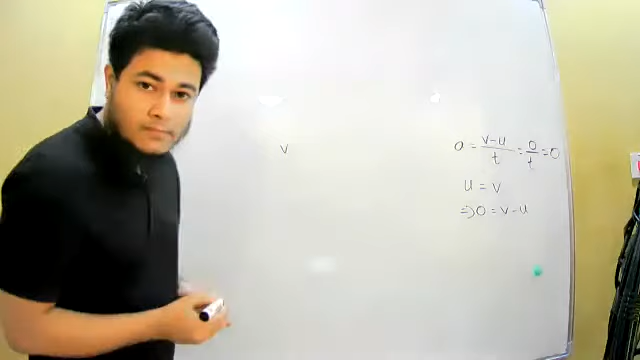 v
a = v-u/t = 0/t = 0
u = v
⇒ 0 = v - u